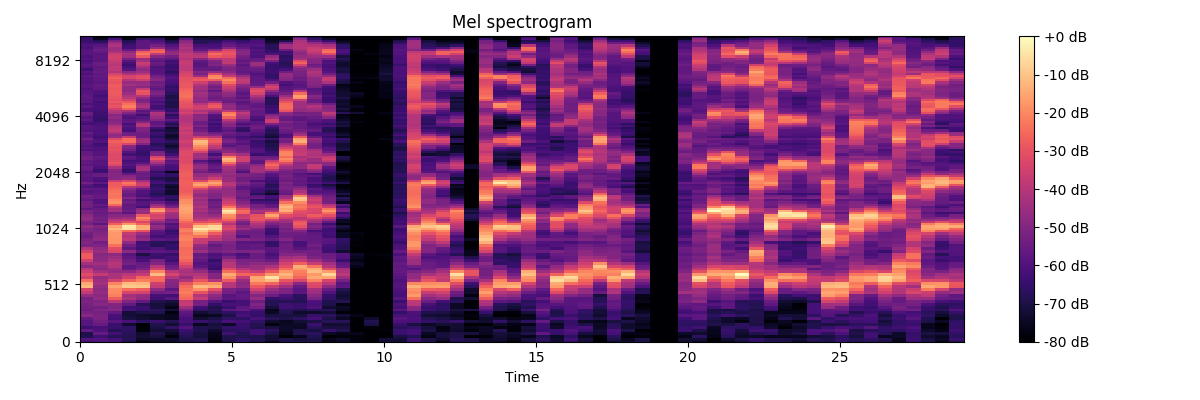 Mel spectrogram
8192
4096
2048
1024
512
0
Hz
0 5 10 15 20 25
Time
+0 dB
-10 dB
-20 dB
-30 dB
-40 dB
-50 dB
-60 dB
-70 dB
-80 dB